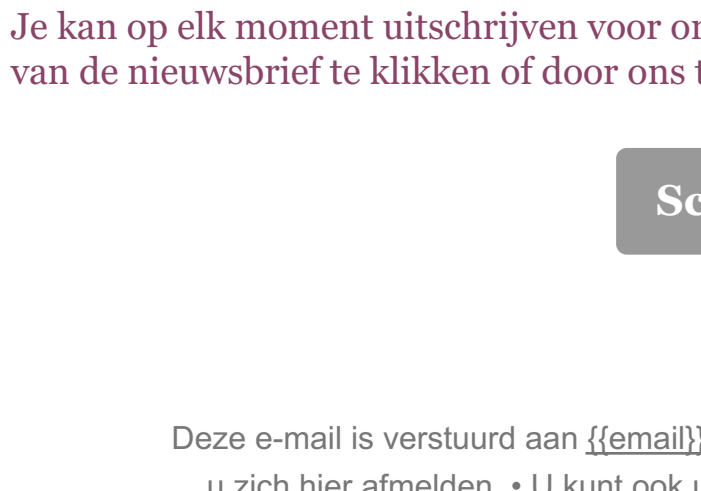 Je kan op elk moment uitschrijven voor
van de nieuwsbrief te klikken of door ons
Deze e-mail is verstuurd aan {{email}}
u zich hier afmelden. • U kunt ook